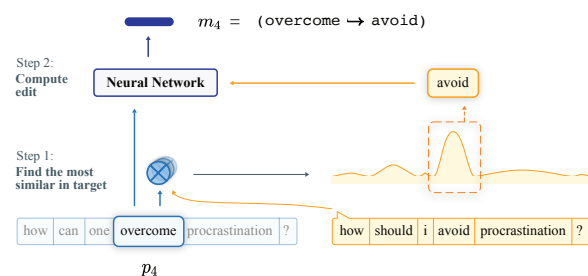 m₄ = (overcome ↪ avoid)
Step 2:
Compute
edit
Neural Network
avoid
Step 1:
Find the most
similar in target
how can one overcome procrastination ?
how should i avoid procrastination ?
p₄